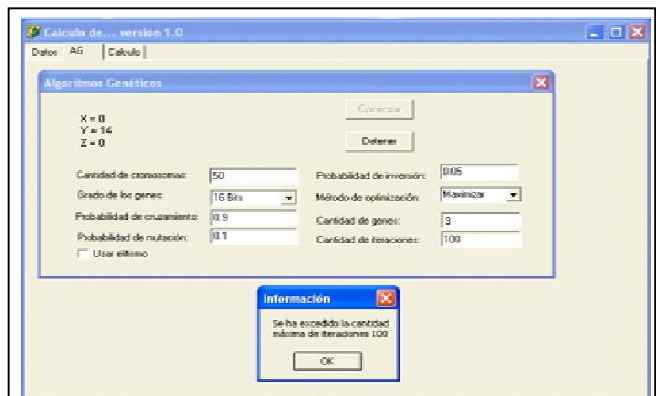 Calculo de... version 1.0
Datos AG Calculo
Algoritmos Genéticos
X = 0
Y = 16
Z = 0
Comenzar
Detener
Cantidad de cromosomas: 50
Probabilidad de inversión: 0.05
Grado de los genes: 16 Bits
Método de optimización: Maximizar
Probabilidad de cruzamiento: 0.9
Cantidad de genes: 3
Probabilidad de mutación: 0.1
Cantidad de iteraciones: 100
Usar elitismo
Información
Se ha excedido la cantidad
máxima de iteraciones 100
OK